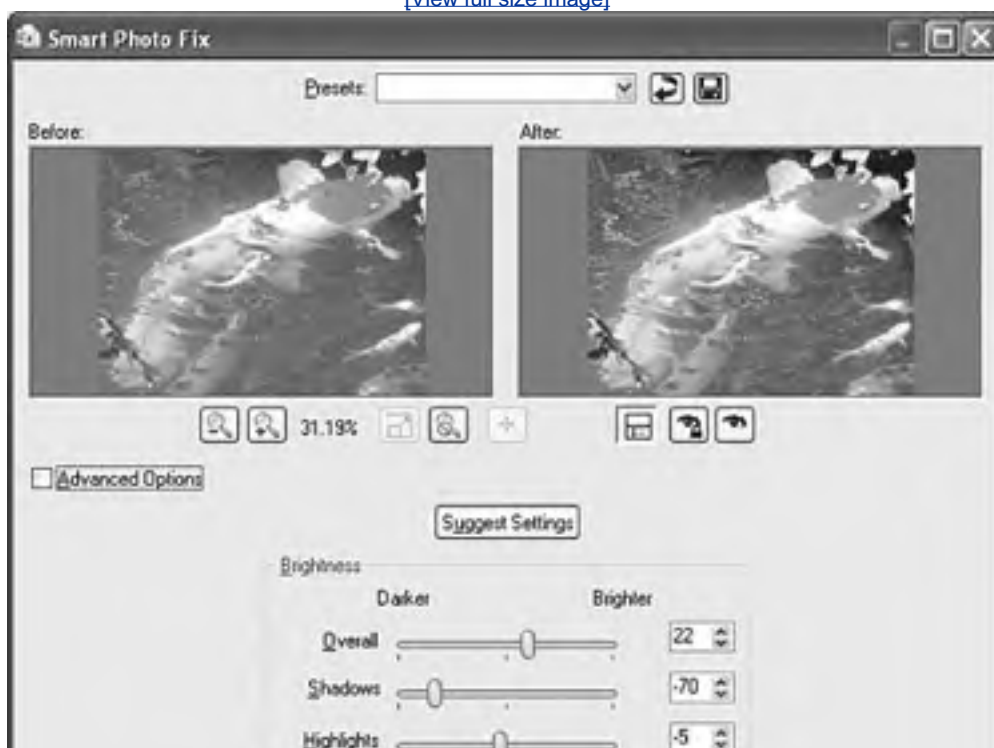 [View full size image]
Smart Photo Fix
Presets:
Before:
After:
31.19%
Advanced Options
Suggest Settings
Brightness
Darker Brighter
Overall 22
Shadows -70
Highlights -5